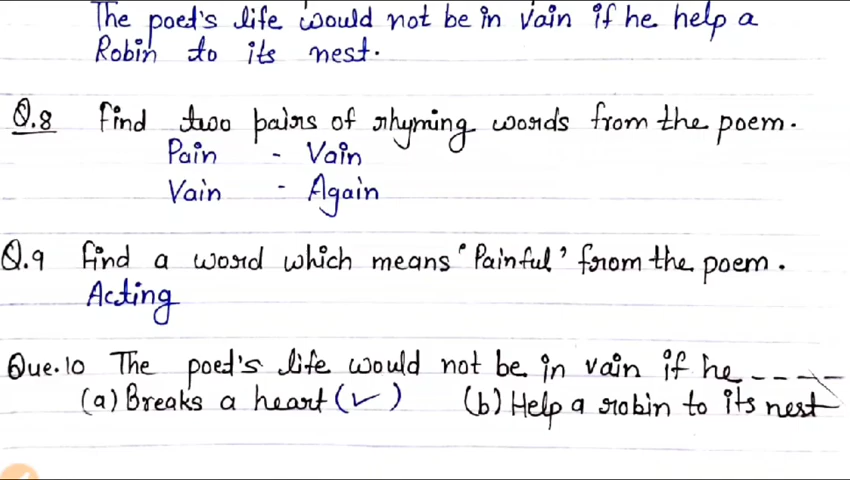 The poet's life would not be in vain if he help a
Robin to its nest.
Q.8 find two pairs of rhyming words from the poem.
Pain - Vain
Vain - Again
Q.9 find a word which means 'Painful' from the poem.
Acting
Que.10 The poet's life would not be in vain if he ----
(a) Breaks a heart (✓) (b) Help a robin to its nest